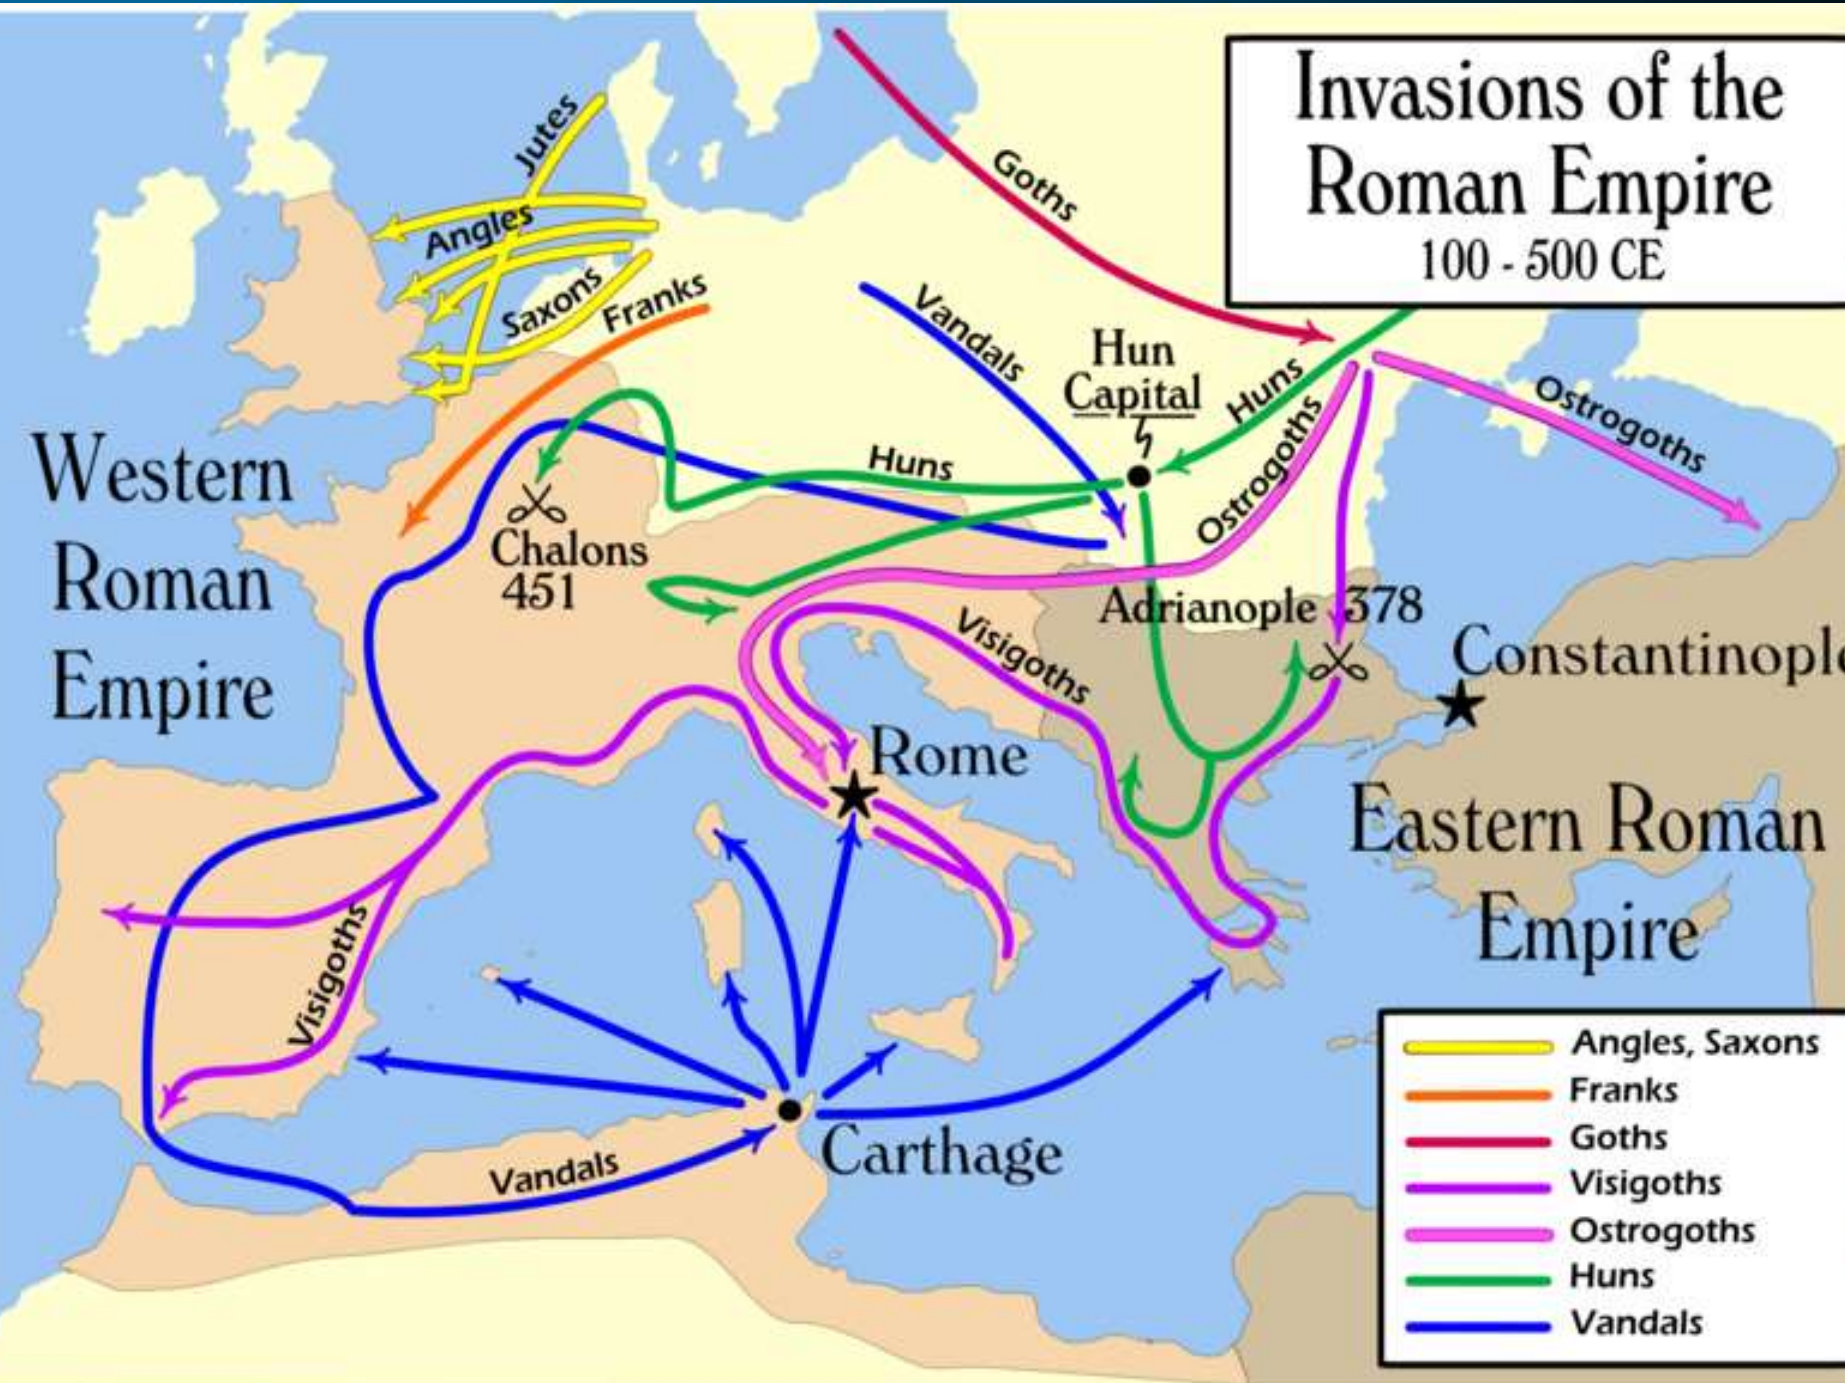 Invasions of the
Roman Empire
100 - 500 CE
Jutes
Angles
Saxons
Franks
Goths
Vandals
Hun
Capital
Huns
Ostrogoths
Ostrogoths
Huns
Western
Roman
Empire
Chalons
451
Adrianople 378
Visigoths
Constantinople
Rome
Eastern Roman
Empire
Visigoths
Vandals
Carthage
Angles, Saxons
Franks
Goths
Visigoths
Ostrogoths
Huns
Vandals